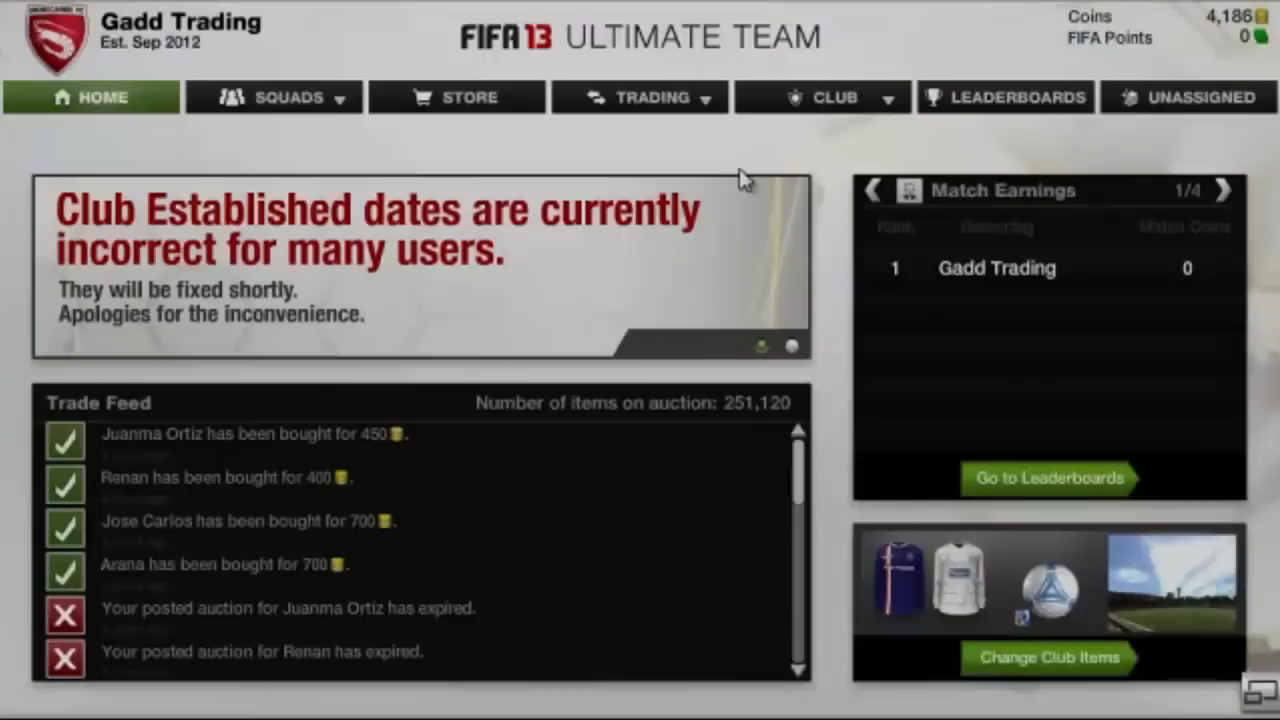 Gadd Trading
Est. Sep 2012
FIFA 13 ULTIMATE TEAM
Coins 4,186
FIFA Points 0
HOME SQUADS STORE TRADING CLUB LEADERBOARDS UNASSIGNED
Club Established dates are currently
incorrect for many users.
They will be fixed shortly.
Apologies for the inconvenience.
Match Earnings 1/4
Rank Gamertag Match Coins
1 Gadd Trading 0
Go to Leaderboards
Trade Feed Number of items on auction: 251,120
Juanma Ortiz has been bought for 450.
Renan has been bought for 400.
Jose Carlos has been bought for 700.
Arana has been bought for 700.
Your posted auction for Juanma Ortiz has expired.
Your posted auction for Renan has expired.
Change Club Items